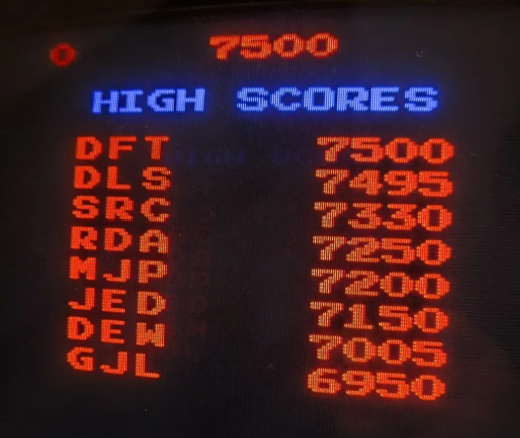 7500
HIGH SCORES
DFT 7500
DLS 7495
SRC 7330
RDA 7250
MJP 7200
JED 7150
DEW 7005
GJL 6950